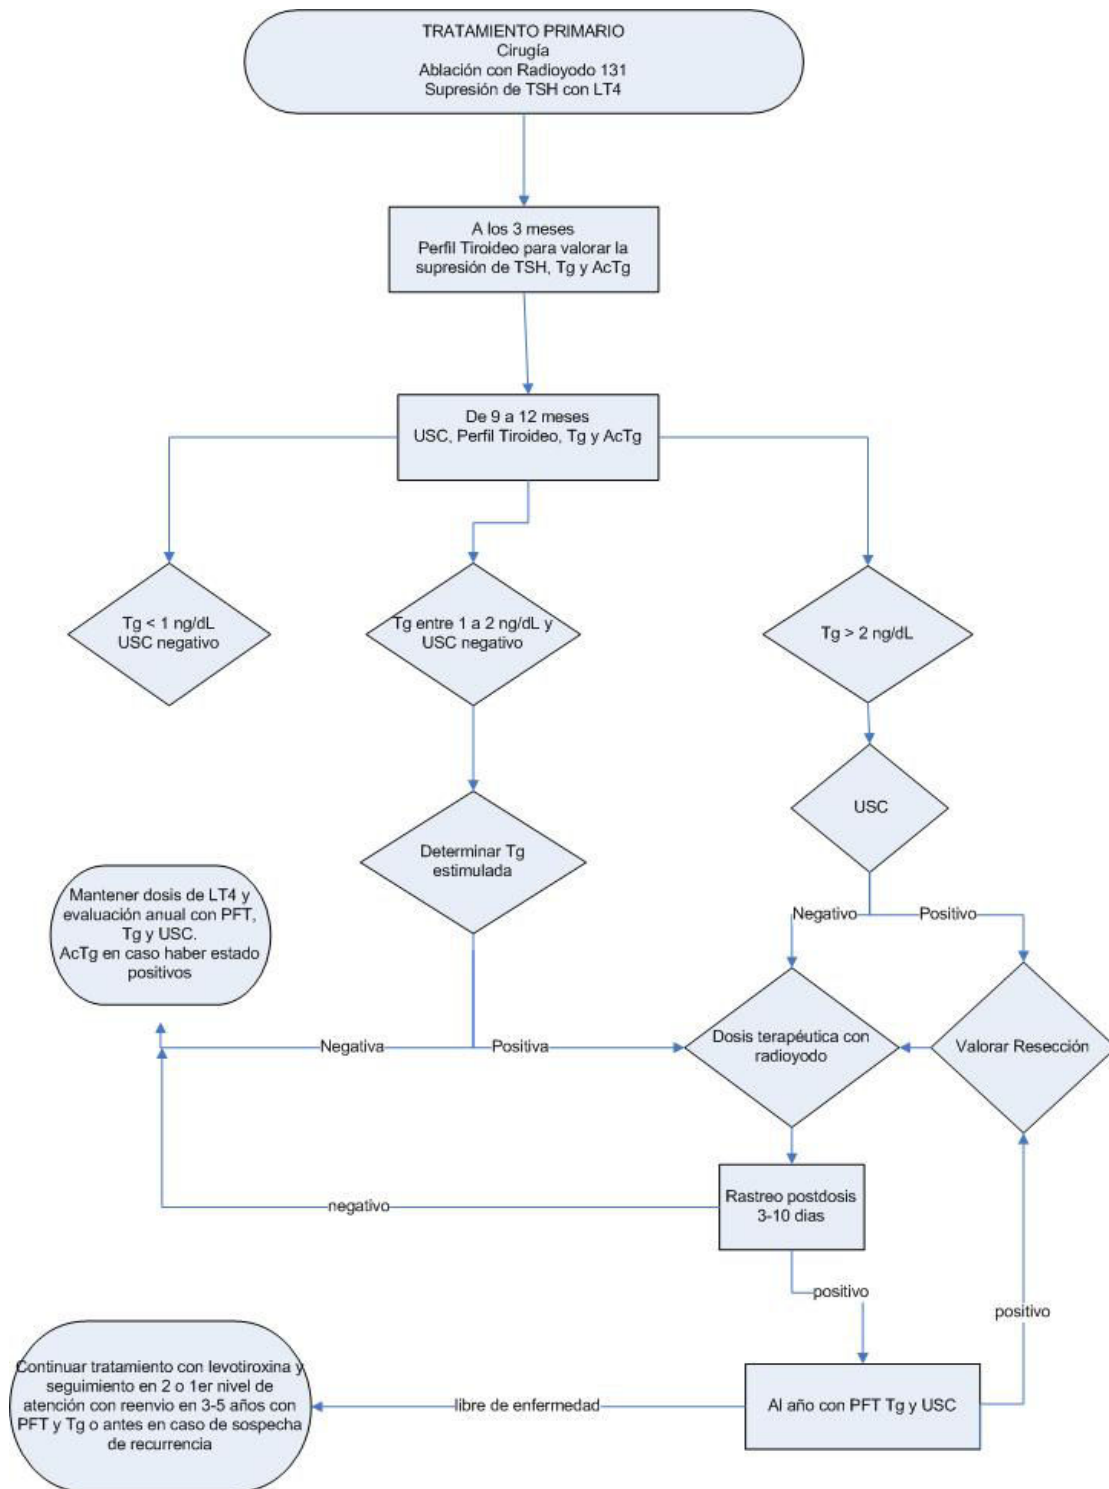 TRATAMIENTO PRIMARIO
Cirugía
Ablación con Radioyodo 131
Supresión de TSH con LT4
A los 3 meses
Perfil Tiroideo para valorar la
supresión de TSH, Tg y AcTg
De 9 a 12 meses
USC, Perfil Tiroideo, Tg y AcTg
Tg < 1 ng/dL
USC negativo
Tg entre 1 a 2 ng/dL y
USC negativo
Tg > 2 ng/dL
USC
Determinar Tg
estimulada
Mantener dosis de LT4 y
evaluación anual con PFT,
Tg y USC.
AcTg en caso haber estado
positivos
Negativo
Positivo
Dosis terapéutica con
radioyodo
Valorar Resección
Negativa
Positiva
Rastreo postdosis
3-10 dias
negativo
positivo
positivo
Continuar tratamiento con levotiroxina y
seguimiento en 2 o 1er nivel de
atención con reenvio en 3-5 años con
PFT y Tg o antes en caso de sospecha
de recurrencia
libre de enfermedad
Al año con PFT Tg y USC